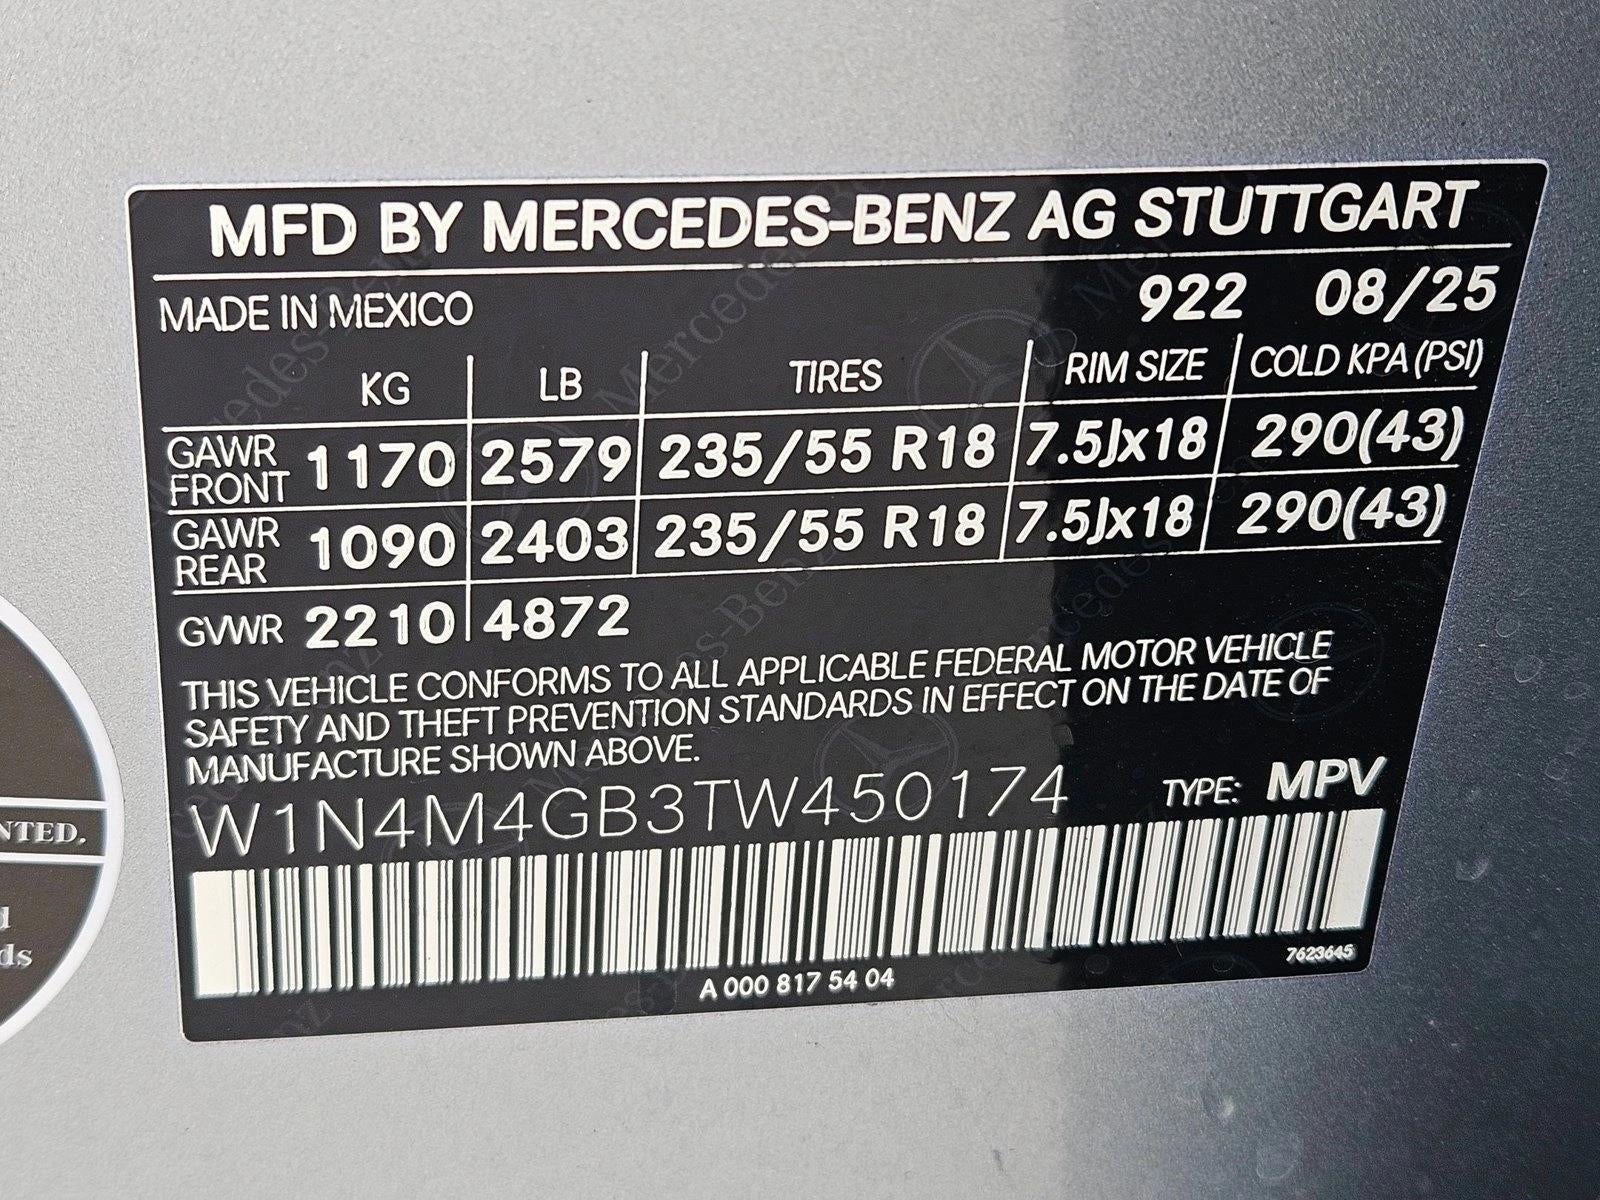 MFD BY MERCEDES-BENZ AG STUTTGART
MADE IN MEXICO 922 08/25
KG LB TIRES RIM SIZE COLD KPA (PSI)
GAWR FRONT 1170 2579 235/55 R18 7.5Jx18 290(43)
GAWR REAR 1090 2403 235/55 R18 7.5Jx18 290(43)
GVWR 2210 4872
THIS VEHICLE CONFORMS TO ALL APPLICABLE FEDERAL MOTOR VEHICLE
SAFETY AND THEFT PREVENTION STANDARDS IN EFFECT ON THE DATE OF
MANUFACTURE SHOWN ABOVE.
W1N4M4GB3TW450174 TYPE: MPV
7623645
A 000 817 54 04
NTED.